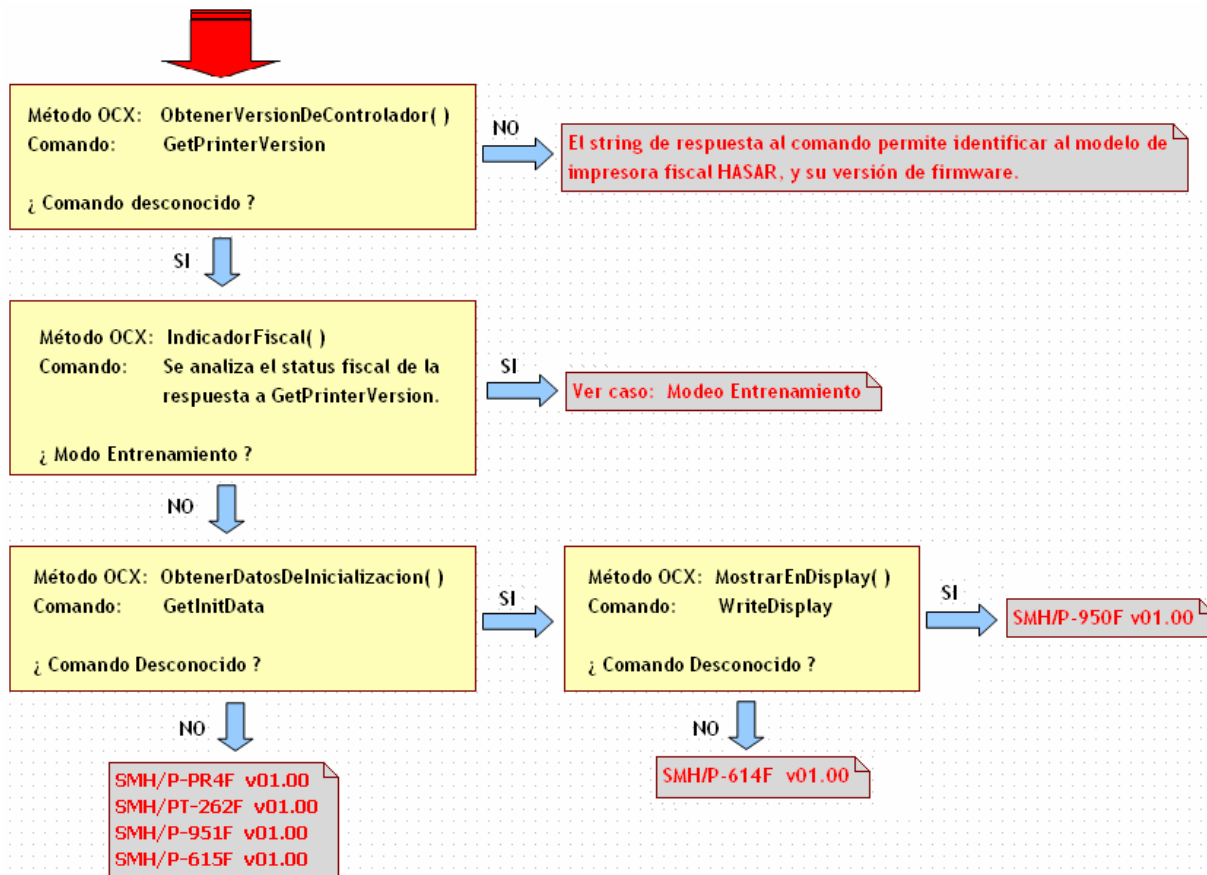 Método OCX: ObtenerVersionDeControlador( )
Comando: GetPrinterVersion
¿ Comando desconocido ?
NO
El string de respuesta al comando permite identificar al modelo de
impresora fiscal HASAR, y su versión de firmware.
SI
Método OCX: IndicadorFiscal( )
Comando: Se analiza el status fiscal de la
respuesta a GetPrinterVersion.
¿ Modo Entrenamiento ?
SI
Ver caso: Modeo Entrenamiento
NO
Método OCX: ObtenerDatosDeInicializacion( )
Comando: GetInitData
¿ Comando Desconocido ?
SI
Método OCX: MostrarEnDisplay( )
Comando: WriteDisplay
¿ Comando Desconocido ?
SI
SMH/P-950F v01.00
NO
SMH/P-PR4F v01.00
SMH/PT-262F v01.00
SMH/P-951F v01.00
SMH/P-615F v01.00
NO
SMH/P-614F v01.00